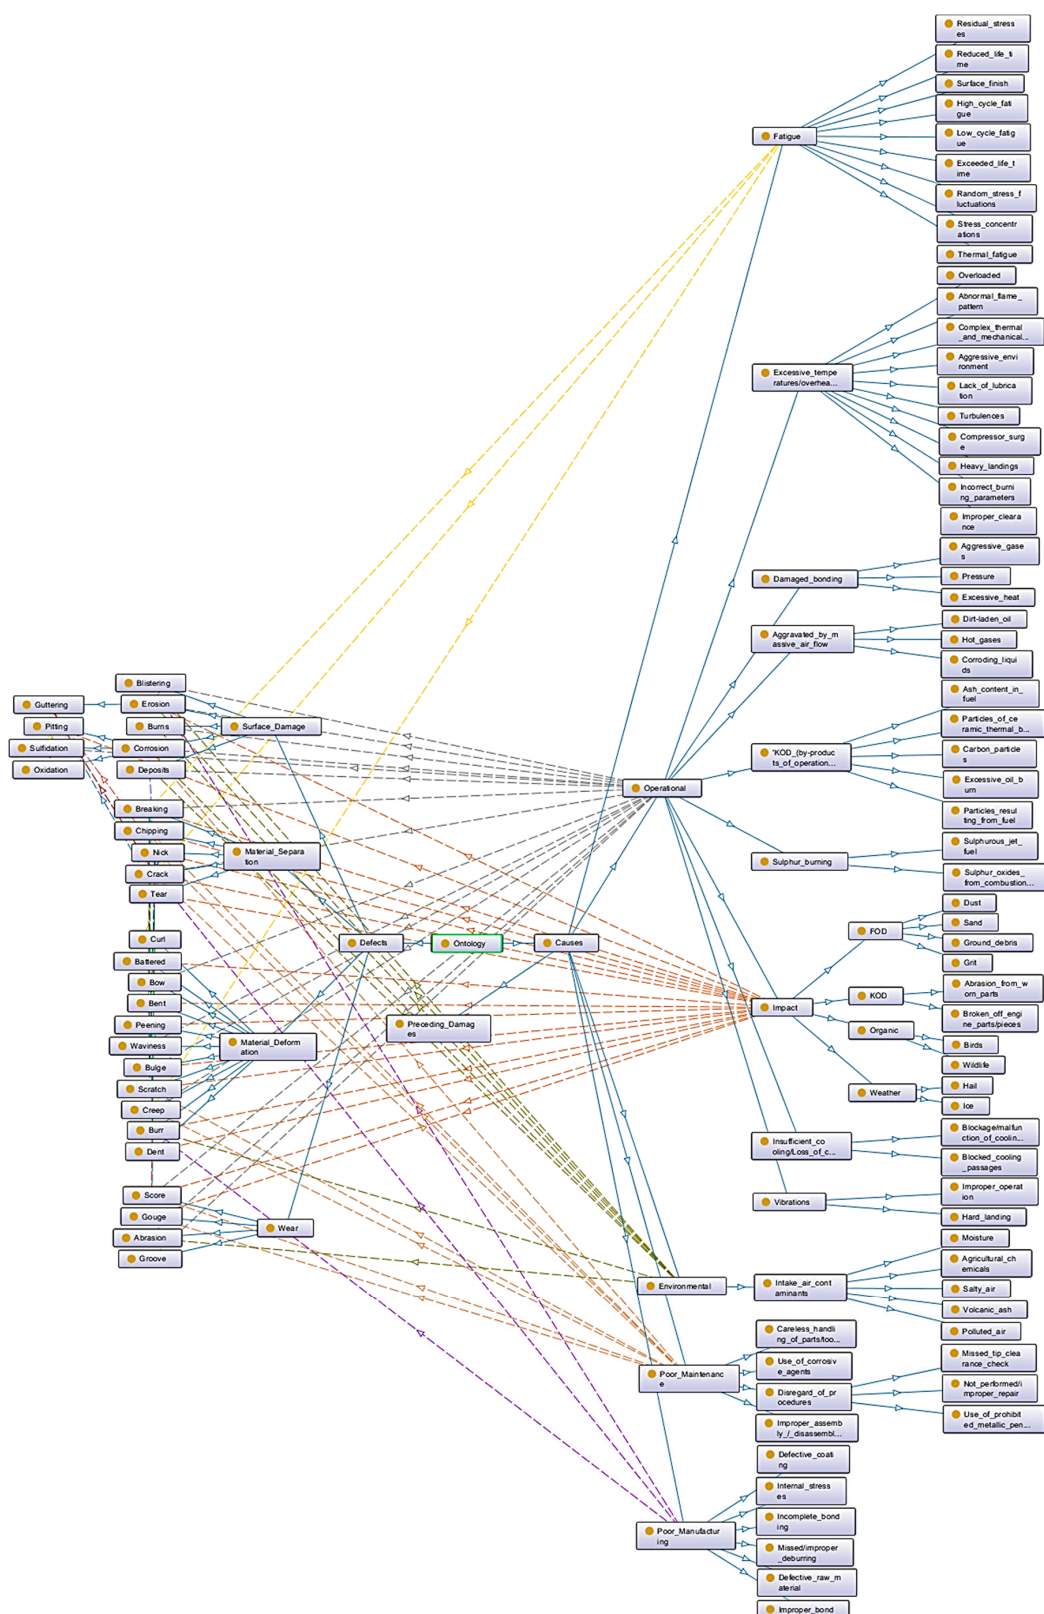 Residual_stress
es
Reduced_life_ti
me
Surface_finish
High_cycle_fati
gue
Low_cycle_fatig
ue
Exceeded_life_t
ime
Random_stress_f
luctuations
Stress_concentr
ations
Thermal_fatigue
Fatigue
Overloaded
Abnormal_flame_
pattern
Complex_thermal
_and_mechanical...
Aggressive_envi
ronment
Lack_of_lubrica
tion
Turbulences
Compressor_surg
e
Heavy_landings
Incorrect_burni
ng_parameters
Improper_cleara
nce
Excessive_tempe
ratures/overhea...
Aggressive_gase
s
Pressure
Excessive_heat
Damaged_bonding
Dirt-laden_oil
Hot_gases
Corroding_liqui
ds
Aggravated_by_m
assive_air_flow
Ash_content_in_
fuel
Particles_of_ce
ramic_thermal_b...
Carbon_particle
s
Excessive_oil_b
urn
Particles_resu
lting_from_fuel
"KOD_(by-produc
ts_of_operation...
Sulphurous_jet_
fuel
Sulphur_oxides_
from_combustion...
Sulphur_burning
Operational
Blistering
Erosion
Burns
Corrosion
Deposits
Guttering
Pitting
Sulfidation
Oxidation
Surface_Damage
Breaking
Chipping
Nick
Crack
Tear
Material_Separa
tion
Defects
Ontology
Causes
Preceding_Damag
es
Curl
Battered
Bow
Bent
Peening
Waviness
Bulge
Scratch
Creep
Burr
Dent
Material_Deform
ation
Score
Gouge
Abrasion
Groove
Wear
Dust
Sand
Ground_debris
Grit
FOD
Abrasion_from_w
orn_parts
Broken_off_engi
ne_parts/pieces
KOD
Impact
Organic
Birds
Wildlife
Weather
Hail
Ice
Insufficient_co
oling/Loss_of_c...
Blockage/malfun
ction_of_coolin...
Blocked_cooling
_passages
Vibrations
Improper_operat
ion
Hard_landing
Environmental
Intake_air_cont
aminants
Moisture
Agricultural_ch
emicals
Salty_air
Volcanic_ash
Polluted_air
Poor_Maintenanc
e
Careless_handli
ng_of_parts/too...
Use_of_corrosiv
e_agents
Disregard_of_pr
ocedures
Improper_assemb
ly_/_disassembl...
Missed_tip_clea
rance_check
Not_performed/i
mproper_repair
Use_of_prohibit
ed_metallic_pen...
Poor_Manufactur
ing
Defective_coati
ng
Internal_stress
es
Incomplete_bond
ing
Missed/improper
_deburring
Defective_raw_m
aterial
Improper_bond